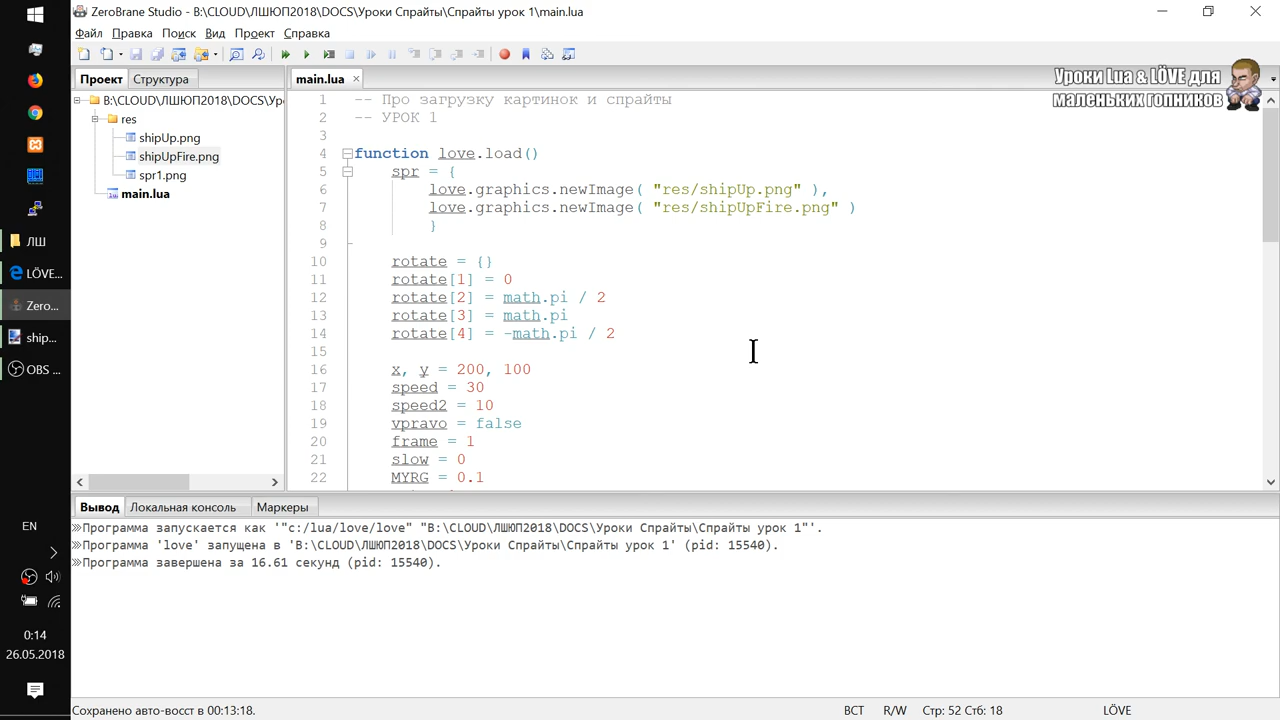 ZeroBrane Studio - B:\CLOUD\ЛШЮП2018\DOCS\Уроки Спрайты\Спрайты урок 1\main.lua
Файл Правка Поиск Вид Проект Справка
Проект Структура
main.lua
Уроки Lua & LÖVE для
маленьких гопников
B:\CLOUD\ЛШЮП2018\DOCS\Уро
res
shipUp.png
shipUpFire.png
spr1.png
main.lua
1 -- Про загрузку картинок и спрайты
2 -- УРОК 1
3
4 function love.load()
5 spr = {
6 love.graphics.newImage( "res/shipUp.png" ),
7 love.graphics.newImage( "res/shipUpFire.png" )
8 }
9
10 rotate = {}
11 rotate[1] = 0
12 rotate[2] = math.pi / 2
13 rotate[3] = math.pi
14 rotate[4] = -math.pi / 2
15
16 x, y = 200, 100
17 speed = 30
18 speed2 = 10
19 vpravo = false
20 frame = 1
21 slow = 0
22 MYRG = 0.1
Вывод Локальная консоль Маркеры
Программа запускается как '"c:/lua/love/love" "B:\CLOUD\ЛШЮП2018\DOCS\Уроки Спрайты\Спрайты урок 1"'.
Программа 'love' запущена в 'B:\CLOUD\ЛШЮП2018\DOCS\Уроки Спрайты\Спрайты урок 1' (pid: 15540).
Программа завершена за 16.61 секунд (pid: 15540).
Сохранено авто-восст в 00:13:18.
ВСТ R/W Стр: 52 Стб: 18 LÖVE
ЛШ
LÖVE...
Zero...
ship...
OBS ...
EN
0:14
26.05.2018